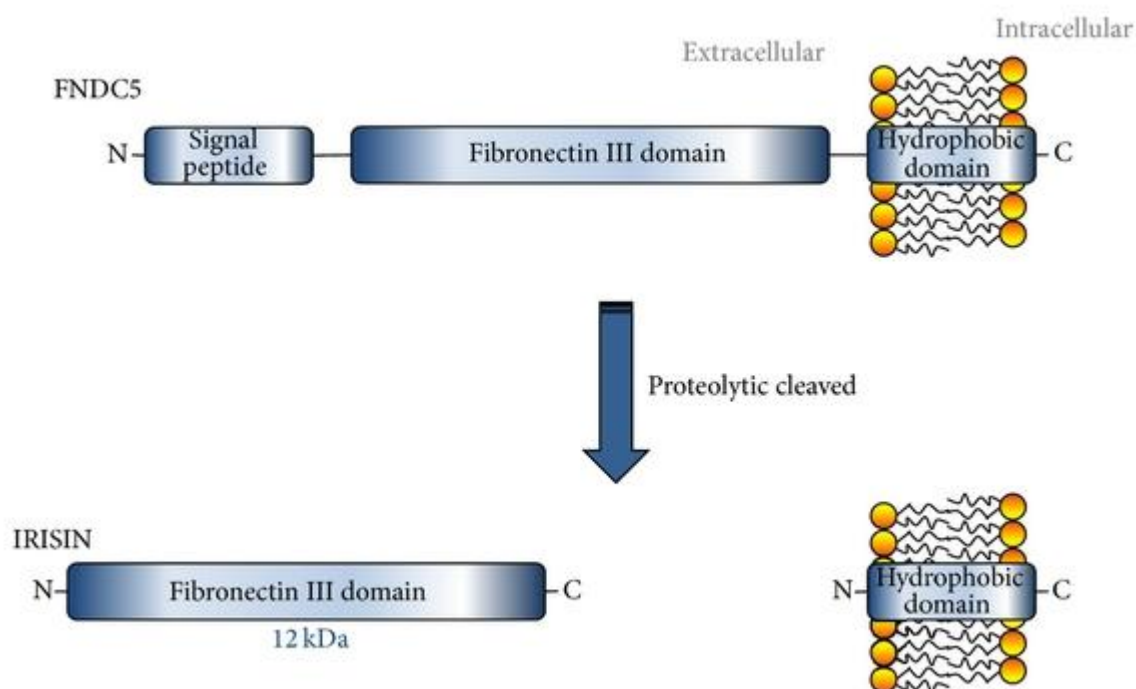 Intracellular
Extracellular
FNDC5
N
Signal
peptide
Fibronectin III domain
Hydrophobic
domain
C
Proteolytic cleaved
IRISIN
N
Fibronectin III domain
C
12 kDa
N
Hydrophobic
domain
C